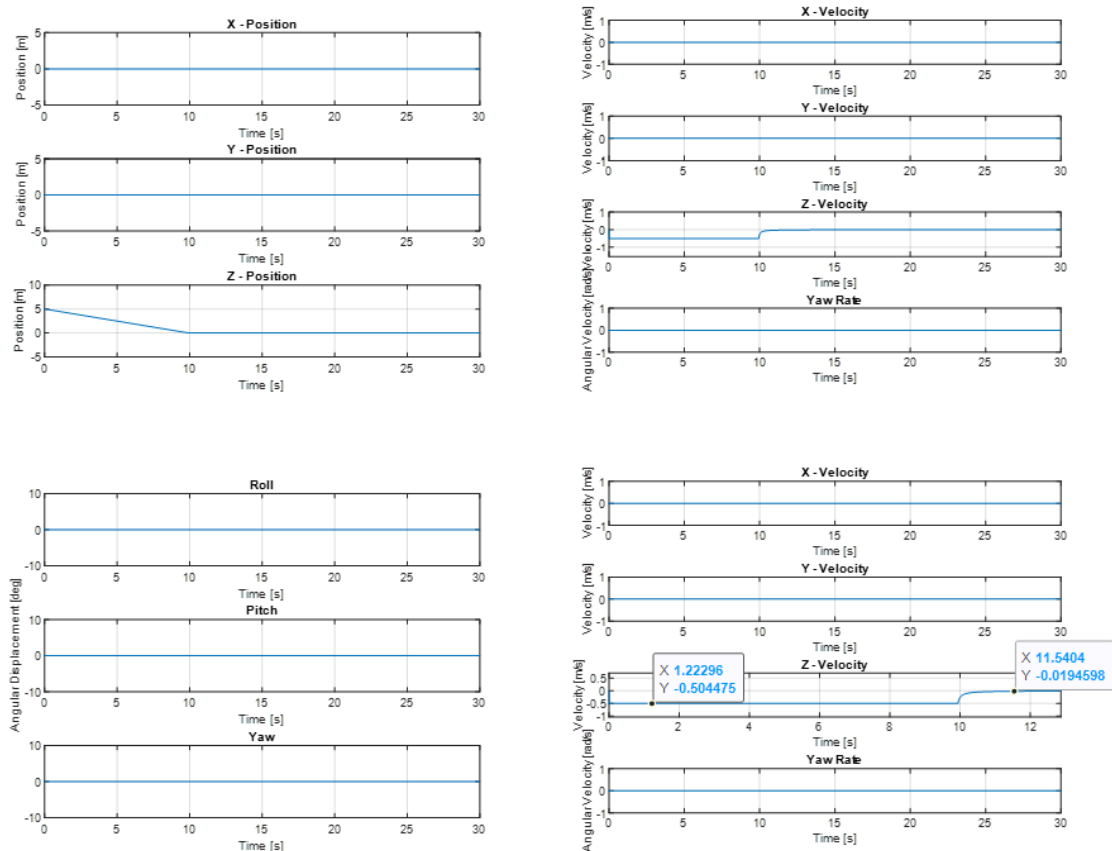 X - Position
Position [m]
5
0
-5
0 5 10 15 20 25 30
Time [s]
Y - Position
Position [m]
5
0
-5
0 5 10 15 20 25 30
Time [s]
Z - Position
Position [m]
10
5
0
-5
0 5 10 15 20 25 30
Time [s]
X - Velocity
Velocity [m/s]
1
0
-1
0 5 10 15 20 25 30
Time [s]
Y - Velocity
Velocity [m/s]
1
0
-1
0 5 10 15 20 25 30
Time [s]
Z - Velocity
Velocity [m/s]
1
0
-1
0 5 10 15 20 25 30
Time [s]
Yaw Rate
Angular Velocity [rad/s]
1
0
-1
0 5 10 15 20 25 30
Time [s]
Roll
10
0
-10
0 5 10 15 20 25 30
Pitch
Angular Displacement [deg]
10
0
-10
0 5 10 15 20 25 30
Yaw
10
0
-10
0 5 10 15 20 25 30
Time [s]
X - Velocity
Velocity [m/s]
1
0
-1
0 5 10 15 20 25 30
Time [s]
Y - Velocity
Velocity [m/s]
1
0
-1
0 5 10 15 20 25 30
Time [s]
Z - Velocity
Velocity [m/s]
0.5
0
-0.5
-1
X 1.22296
Y -0.504475
X 11.5404
Y -0.0194598
0 2 4 6 8 10 12
Time [s]
Yaw Rate
Angular Velocity [rad/s]
1
0
-1
0 5 10 15 20 25 30
Time [s]